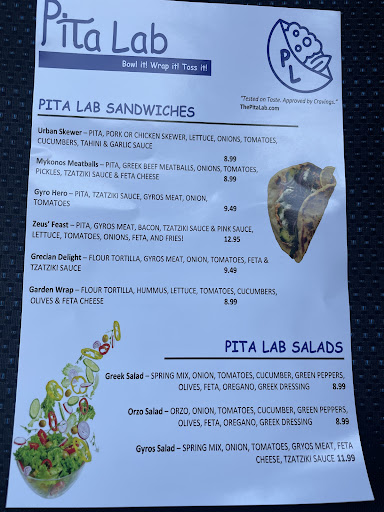 Pita Lab
Bowl it! Wrap it! Toss it!
P
L
"Tested on Taste. Approved by Cravings."
ThePitaLab.com
PITA LAB SANDWICHES
Urban Skewer – PITA, PORK OR CHICKEN SKEWER, LETTUCE, ONIONS, TOMATOES,
CUCUMBERS, TAHINI & GARLIC SAUCE
8.99
Mykonos Meatballs – PITA, GREEK BEEF MEATBALLS, ONIONS, TOMATOES,
PICKLES, TZATZIKI SAUCE & FETA CHEESE 8.99
Gyro Hero – PITA, TZATZIKI SAUCE, GYROS MEAT, ONION,
TOMATOES 9.49
Zeus' Feast – PITA, GYROS MEAT, BACON, TZATZIKI SAUCE & PINK SAUCE,
LETTUCE, TOMATOES, ONIONS, FETA, AND FRIES! 12.95
Grecian Delight – FLOUR TORTILLA, GYROS MEAT, ONION, TOMATOES, FETA &
TZATZIKI SAUCE 9.49
Garden Wrap – FLOUR TORTILLA, HUMMUS, LETTUCE, TOMATOES, CUCUMBERS,
OLIVES & FETA CHEESE 8.99
PITA LAB SALADS
Greek Salad – SPRING MIX, ONION, TOMATOES, CUCUMBER, GREEN PEPPERS,
OLIVES, FETA, OREGANO, GREEK DRESSING 8.99
Orzo Salad – ORZO, ONION, TOMATOES, CUCUMBER, GREEN PEPPERS,
OLIVES, FETA, GREEK DRESSING 8.99
Gyros Salad – SPRING MIX, ONION, TOMATOES, GRYOS MEAT, FETA
CHEESE, TZATZIKI SAUCE 11.99